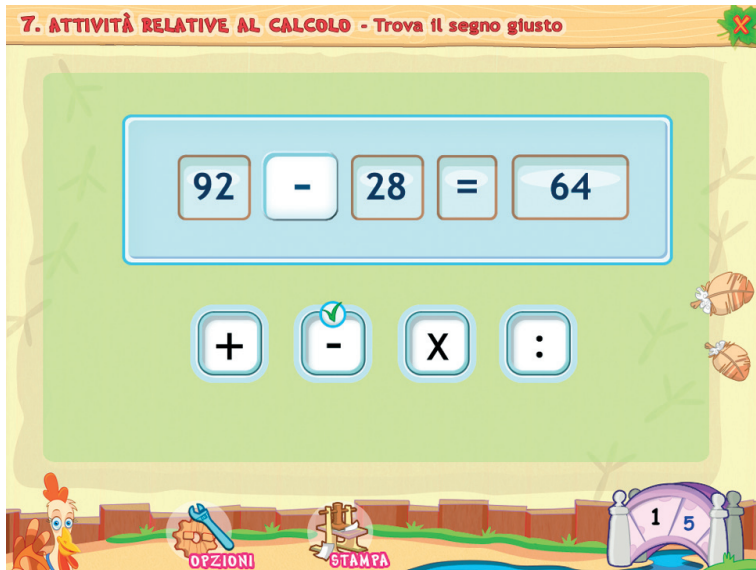 7. ATTIVITÀ RELATIVE AL CALCOLO - Trova il segno giusto
X
92 - 28 = 64
+ - x :
1 5
OPZIONI STAMPA